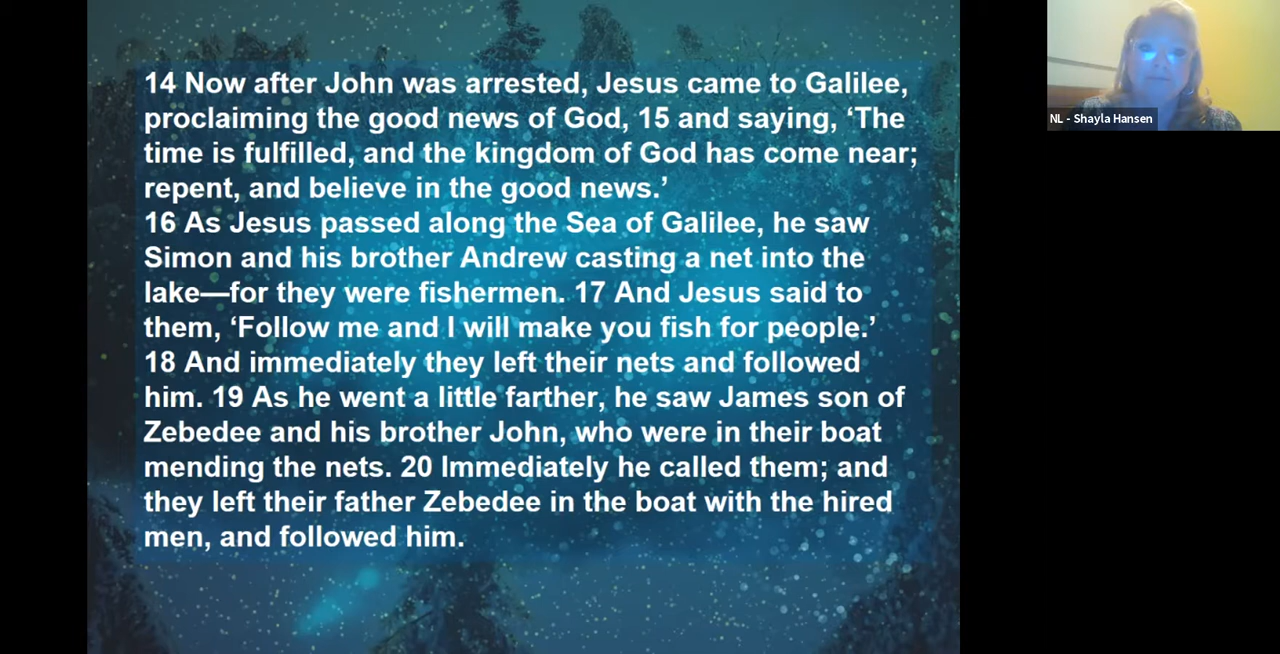 14 Now after John was arrested, Jesus came to Galilee,
proclaiming the good news of God, 15 and saying, ‘The
time is fulfilled, and the kingdom of God has come near;
repent, and believe in the good news.’
16 As Jesus passed along the Sea of Galilee, he saw
Simon and his brother Andrew casting a net into the
lake—for they were fishermen. 17 And Jesus said to
them, ‘Follow me and I will make you fish for people.’
18 And immediately they left their nets and followed
him. 19 As he went a little farther, he saw James son of
Zebedee and his brother John, who were in their boat
mending the nets. 20 Immediately he called them; and
they left their father Zebedee in the boat with the hired
men, and followed him.
NL - Shayla Hansen